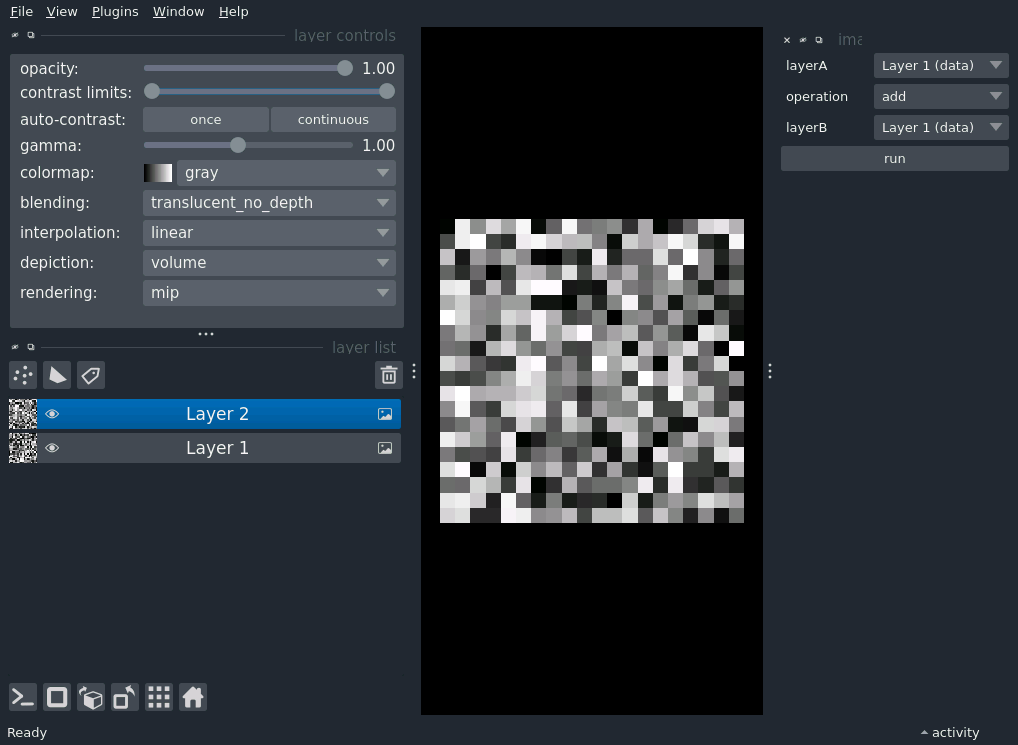 File View Plugins Window Help
layer controls
opacity: 1.00
contrast limits:
auto-contrast: once continuous
gamma: 1.00
colormap: gray
blending: translucent_no_depth
interpolation: linear
depiction: volume
rendering: mip
layer list
Layer 2
Layer 1
ima
layerA Layer 1 (data)
operation add
layerB Layer 1 (data)
run
Ready
activity